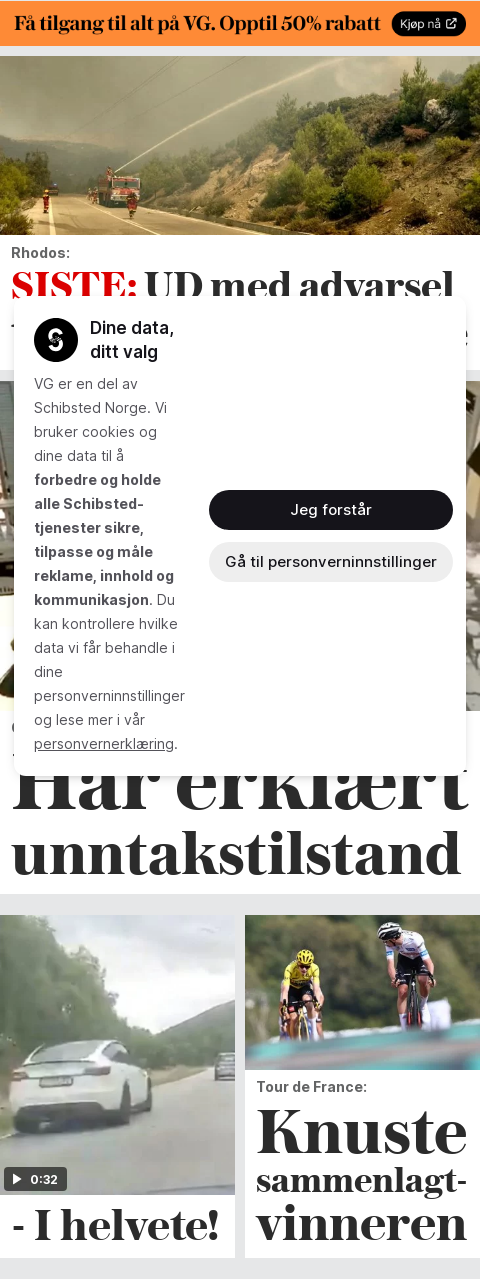 Få tilgang til alt på VG. Opptil 50% rabatt
Kjøp nå
Rhodos:
SISTE: UD med advarsel
Dine data,
ditt valg
VG er en del av
Schibsted Norge. Vi
bruker cookies og
dine data til å
forbedre og holde
alle Schibsted-
tjenester sikre,
tilpasse og måle
reklame, innhold og
kommunikasjon. Du
kan kontrollere hvilke
data vi får behandle i
dine
personverninnstillinger
og lese mer i vår
personvernerklæring.
Jeg forstår
Gå til personverninnstillinger
Har erklært
unntakstilstand
0:32
- I helvete!
Tour de France:
Knuste
sammenlagt-
vinneren